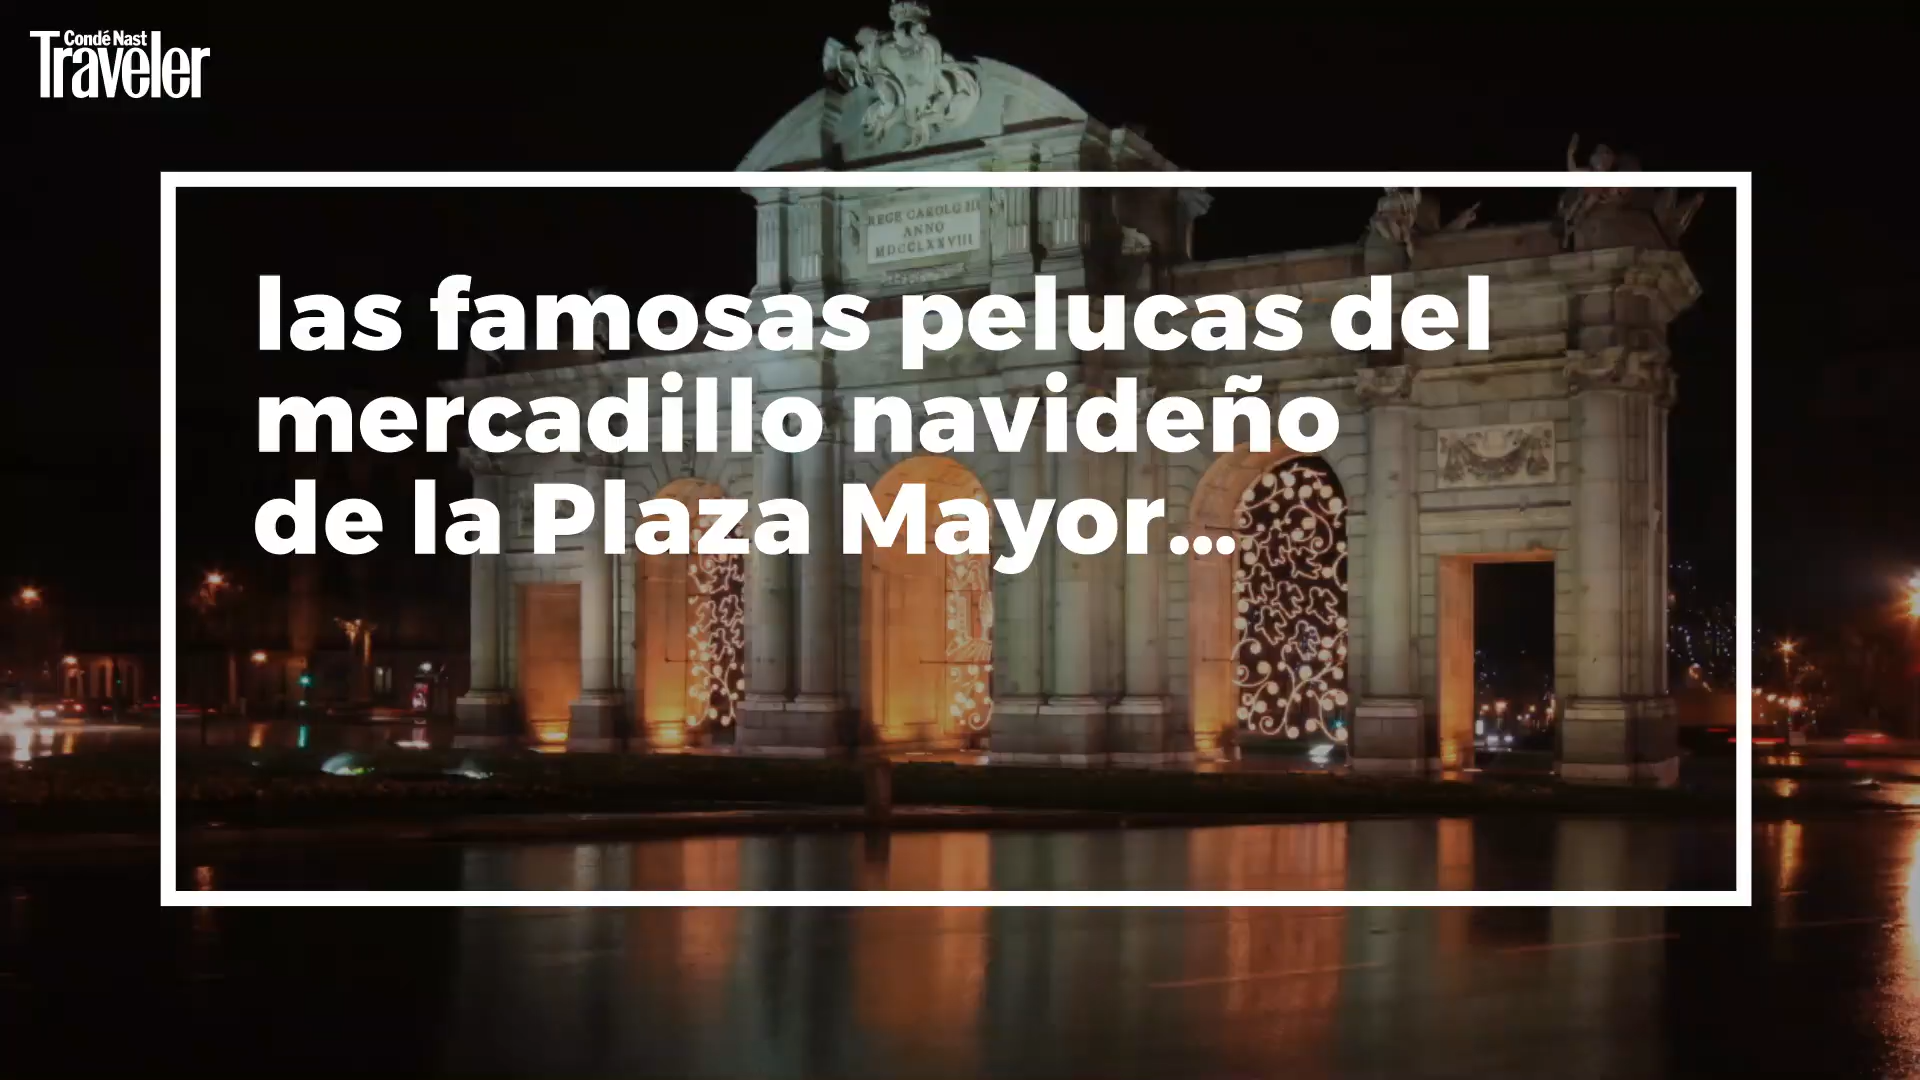 Condé Nast
Traveler
REGE CAROLO III
ANNO
MDCCLXXVIII
las famosas pelucas del
mercadillo navideño
de la Plaza Mayor...